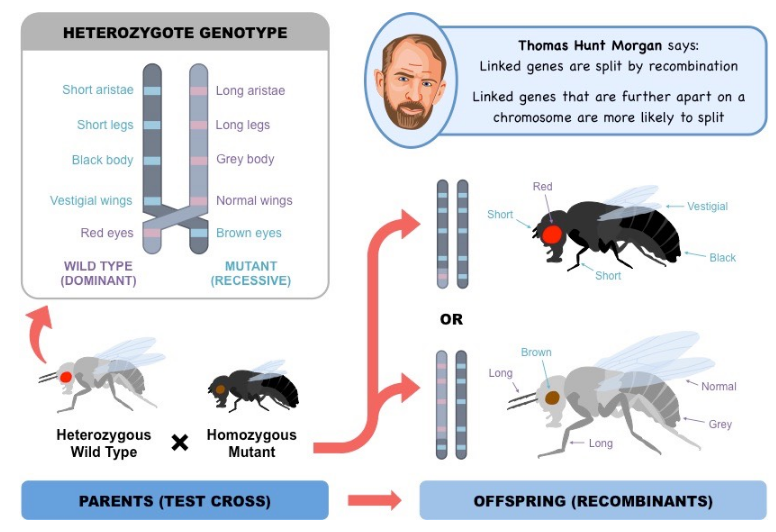 HETEROZYGOTE GENOTYPE
Short aristae
Long aristae
Short legs
Long legs
Black body
Grey body
Vestigial wings
Normal wings
Red eyes
Brown eyes
WILD TYPE
(DOMINANT)
MUTANT
(RECESSIVE)
Thomas Hunt Morgan says:
Linked genes are split by recombination
Linked genes that are further apart on a
chromosome are more likely to split
Red
Short
Vestigial
Black
Short
OR
Brown
Long
Normal
Grey
Long
Heterozygous
Wild Type
×
Homozygous
Mutant
PARENTS (TEST CROSS)
OFFSPRING (RECOMBINANTS)